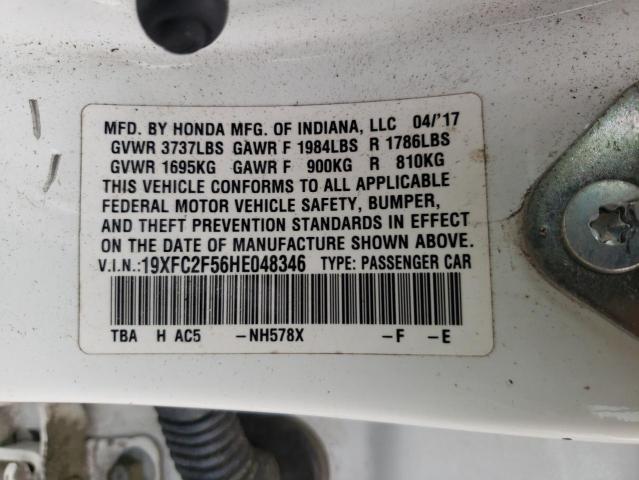 MFD. BY HONDA MFG. OF INDIANA, LLC 04/'17
GVWR 3737LBS GAWR F 1984LBS R 1786LBS
GVWR 1695KG GAWR F 900KG R 810KG
THIS VEHICLE CONFORMS TO ALL APPLICABLE
FEDERAL MOTOR VEHICLE SAFETY, BUMPER,
AND THEFT PREVENTION STANDARDS IN EFFECT
ON THE DATE OF MANUFACTURE SHOWN ABOVE.
V.I.N.:19XFC2F56HE048346 TYPE: PASSENGER CAR
TBA H AC5 -NH578X -F -E